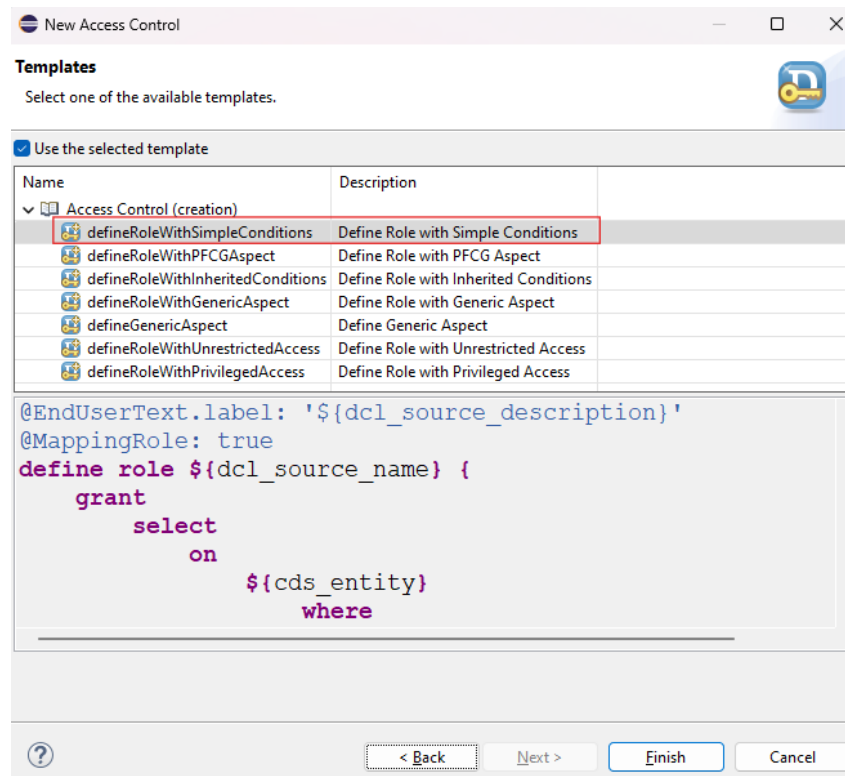 New Access Control
Templates
Select one of the available templates.
Use the selected template
Name Description
Access Control (creation)
defineRoleWithSimpleConditions Define Role with Simple Conditions
defineRoleWithPFCGAspect Define Role with PFCG Aspect
defineRoleWithInheritedConditions Define Role with Inherited Conditions
defineRoleWithGenericAspect Define Role with Generic Aspect
defineGenericAspect Define Generic Aspect
defineRoleWithUnrestrictedAccess Define Role with Unrestricted Access
defineRoleWithPrivilegedAccess Define Role with Privileged Access
@EndUserText.label: '${dcl_source_description}'
@MappingRole: true
define role ${dcl_source_name} {
grant
select
on
${cds_entity}
where
? < Back Next > Finish Cancel